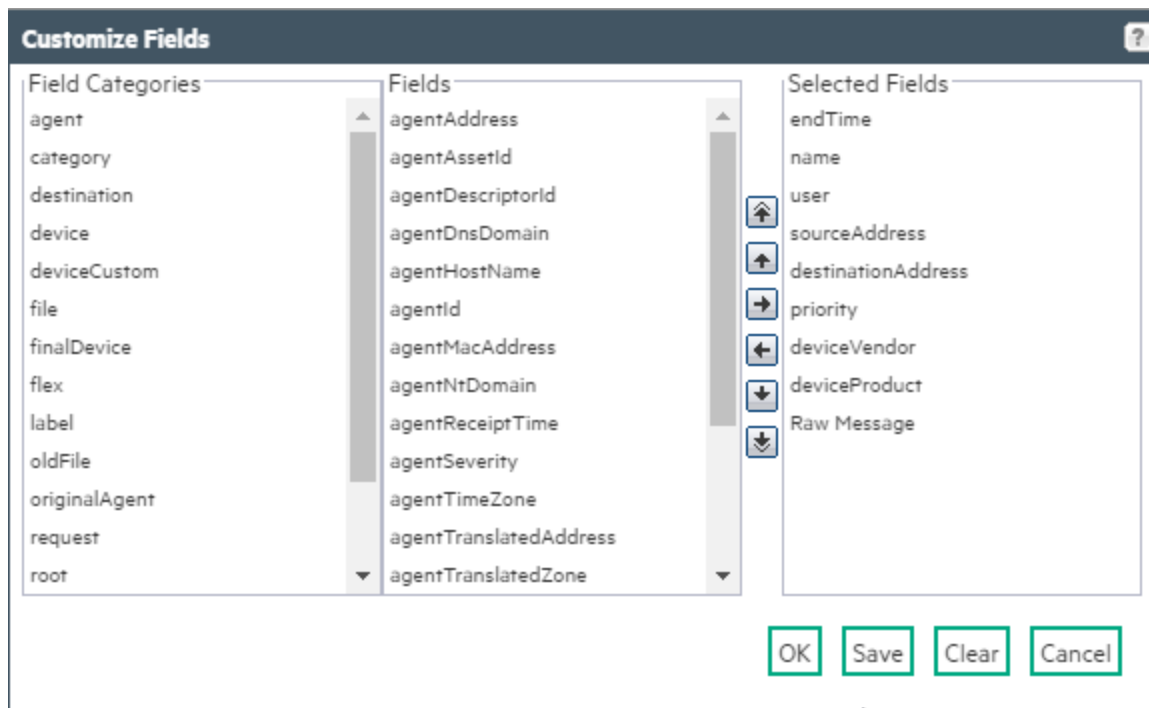 Customize Fields
?
Field Categories
agent
category
destination
device
deviceCustom
file
finalDevice
flex
label
oldFile
originalAgent
request
root
Fields
agentAddress
agentAssetId
agentDescriptorId
agentDnsDomain
agentHostName
agentId
agentMacAddress
agentNtDomain
agentReceiptTime
agentSeverity
agentTimeZone
agentTranslatedAddress
agentTranslatedZone
Selected Fields
endTime
name
user
sourceAddress
destinationAddress
priority
deviceVendor
deviceProduct
Raw Message
OK
Save
Clear
Cancel